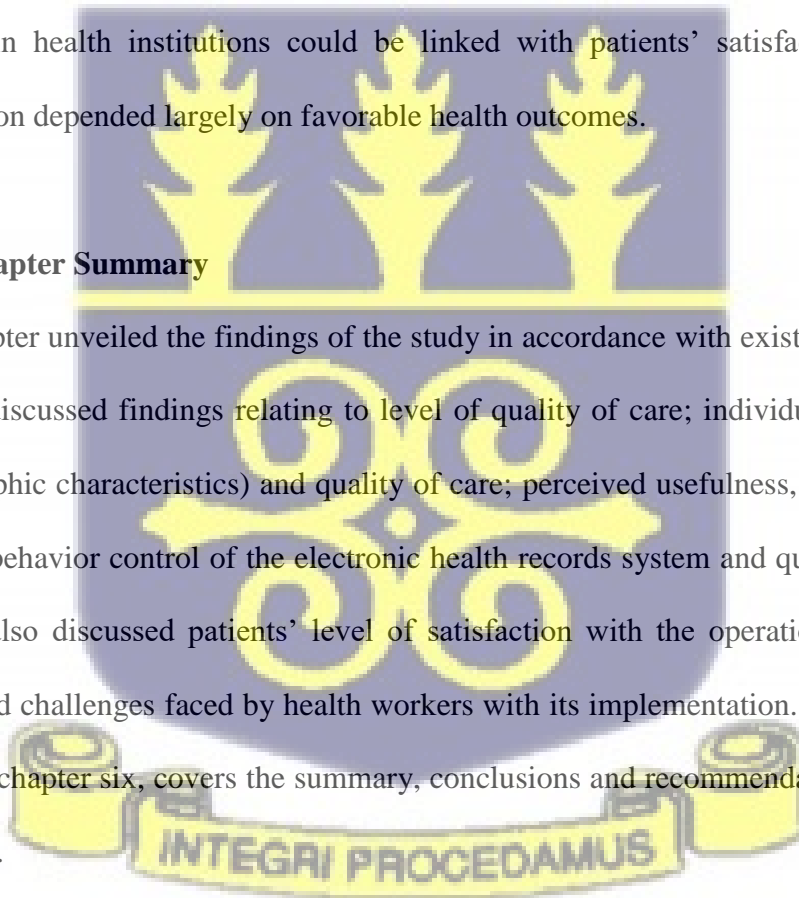 in health institutions could be linked with patients’ satisfa
on depended largely on favorable health outcomes.
apter Summary
pter unveiled the findings of the study in accordance with exist
discussed findings relating to level of quality of care; individu
phic characteristics) and quality of care; perceived usefulness,
behavior control of the electronic health records system and qu
also discussed patients’ level of satisfaction with the operatio
d challenges faced by health workers with its implementation.
chapter six, covers the summary, conclusions and recommenda
INTEGRI PROCEDAMUS